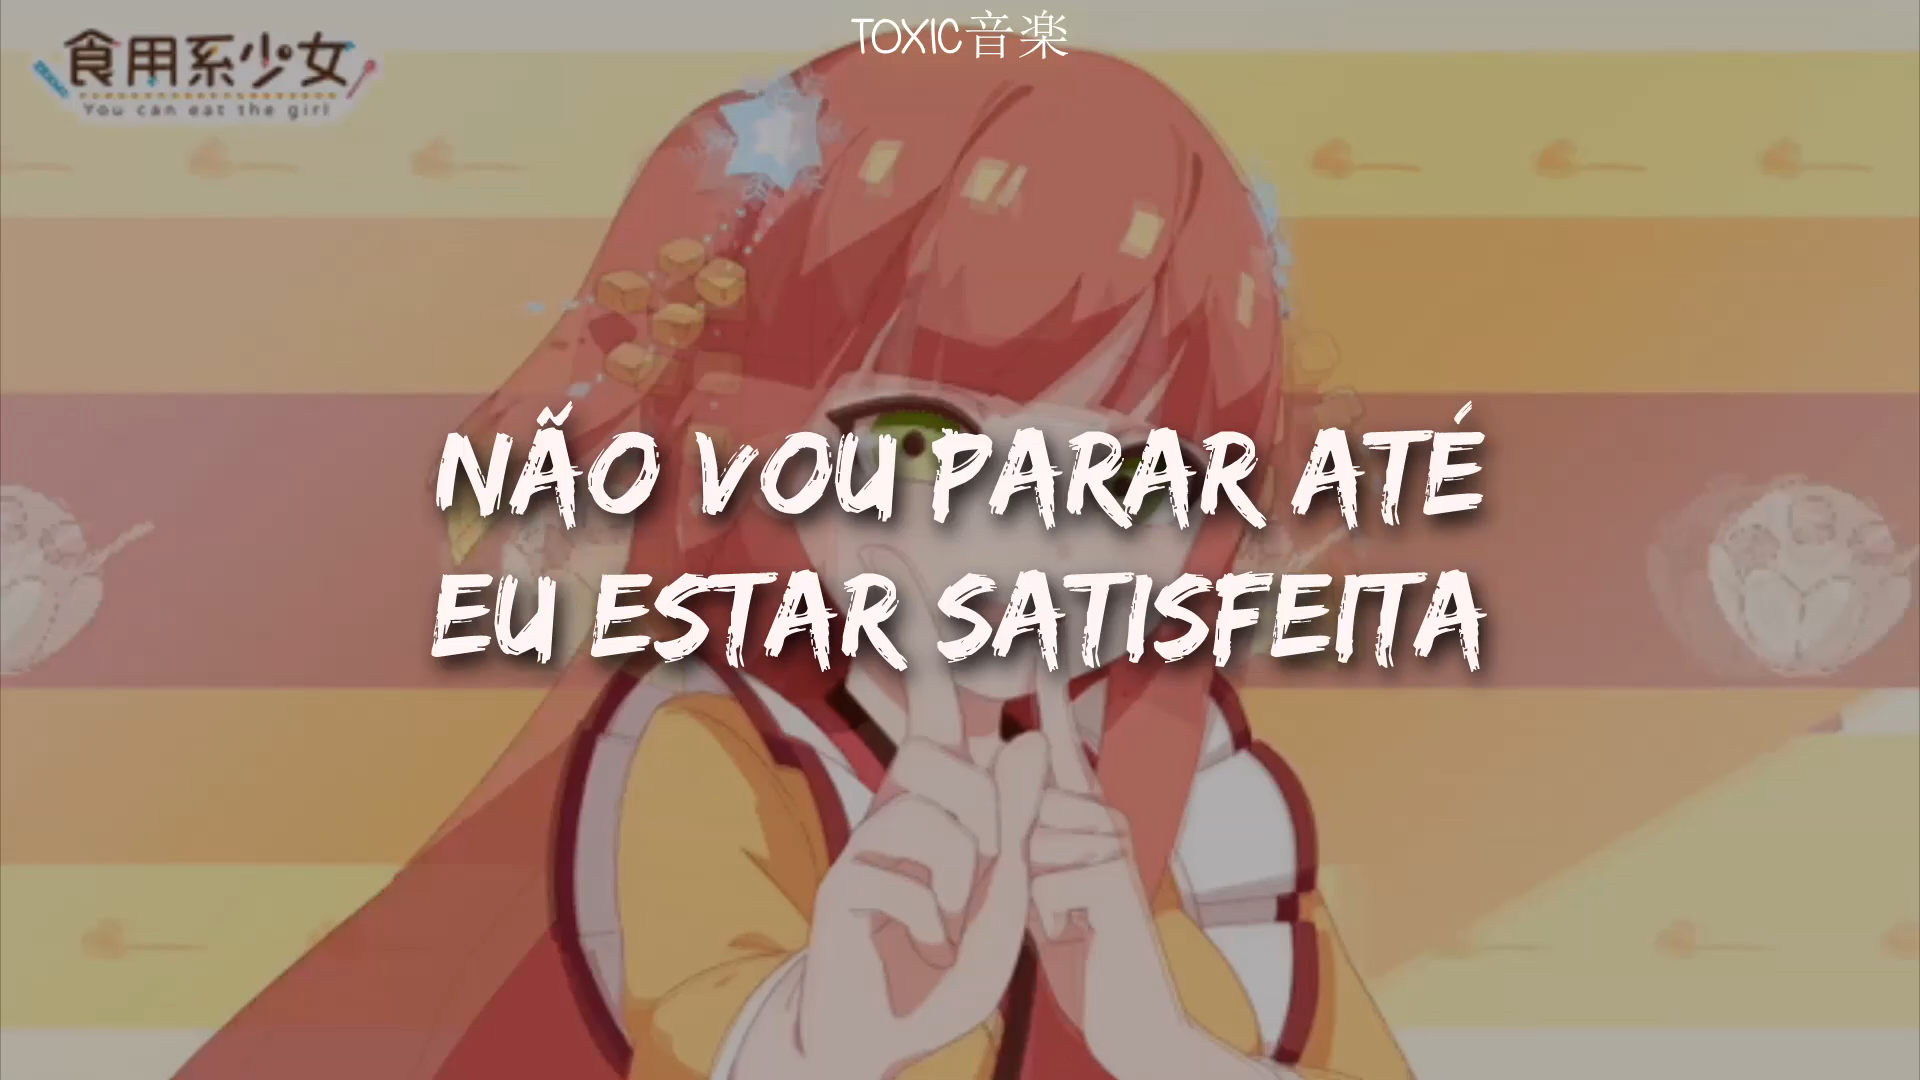 TOXIC音楽
食用系少女
You can eat the girl
NÃO VOU PARAR ATÉ
EU ESTAR SATISFEITA